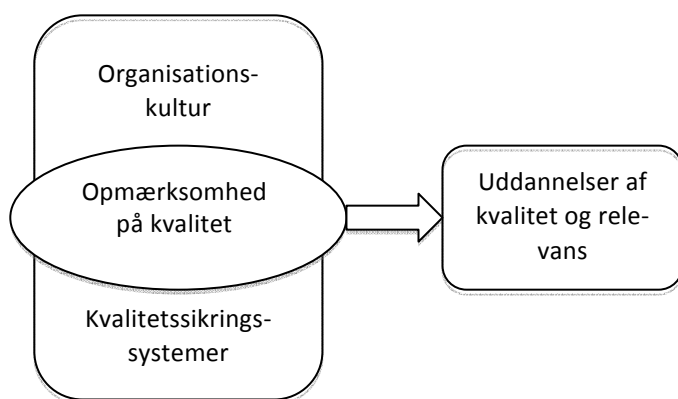 Organisations-
kultur
Opmærksomhed
på kvalitet
Kvalitetssikrings-
systemer
Uddannelser af
kvalitet og rele-
vans